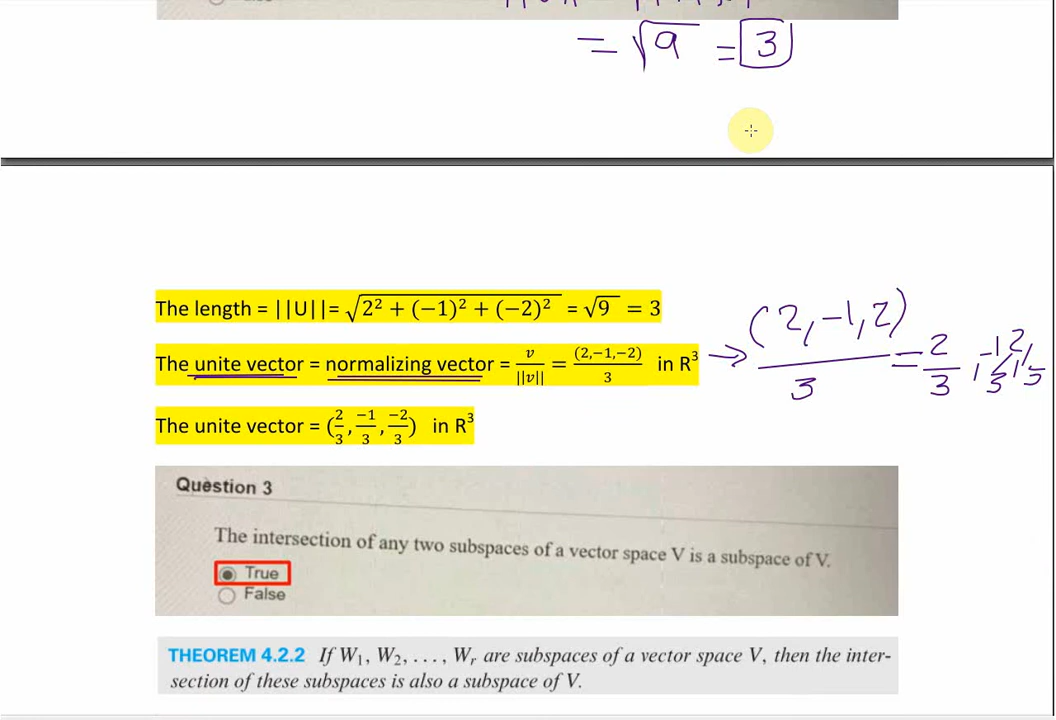 = √9 = 3
The length = ||U||= √2² + (−1)² + (−2)² = √9 = 3
The unite vector = normalizing vector = v/||v|| = (2,−1,−2)/3 in R³
→ (2,-1,2)/3 = 2/3
The unite vector = (2/3, −1/3, −2/3) in R³
Question 3
The intersection of any two subspaces of a vector space V is a subspace of V.
True
False
THEOREM 4.2.2 If W₁, W₂, . . . , Wᵣ are subspaces of a vector space V, then the inter-
section of these subspaces is also a subspace of V.